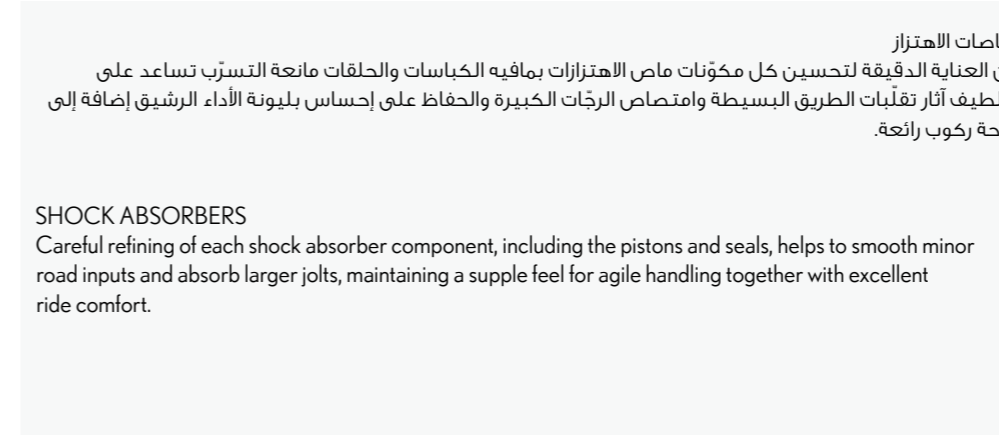 الاهتزاز
العناية الدقيقة لتحسين كل مكوّنات ماص الاهتزازات بمافيه الكباسات والحلقات مانعة التسرّب تساعد على
آثار تقلّبات الطريق البسيطة وامتصاص الرجّات الكبيرة والحفاظ على إحساس بليونة الأداء الرشيق إضافة إلى
ركوب رائعة.
SHOCK ABSORBERS
Careful refining of each shock absorber component, including the pistons and seals, helps to smooth minor
road inputs and absorb larger jolts, maintaining a supple feel for agile handling together with excellent
ride comfort.